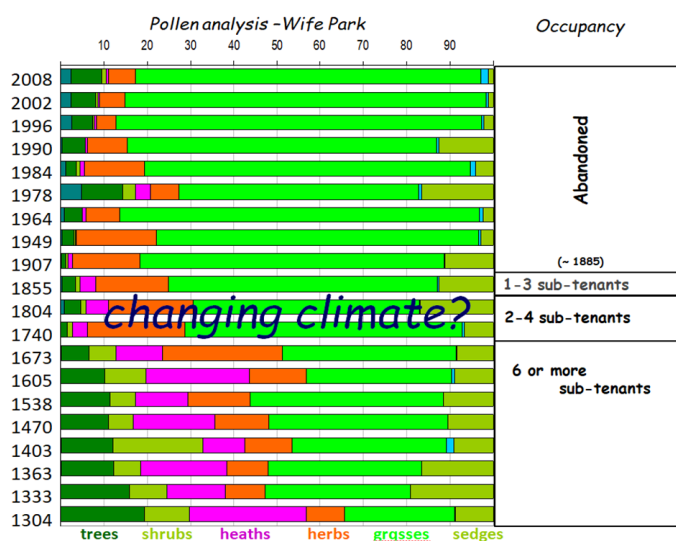 Pollen analysis -Wife Park
Occupancy
10 20 30 40 50 60 70 80 90
2008
2002
1996
1990
1984
1978
1964
1949
1907
1855
1804
1740
1673
1605
1538
1470
1403
1363
1333
1304
changing climate?
Abandoned
(~ 1885)
1-3 sub-tenants
2-4 sub-tenants
6 or more
sub-tenants
trees shrubs heaths herbs grasses sedges